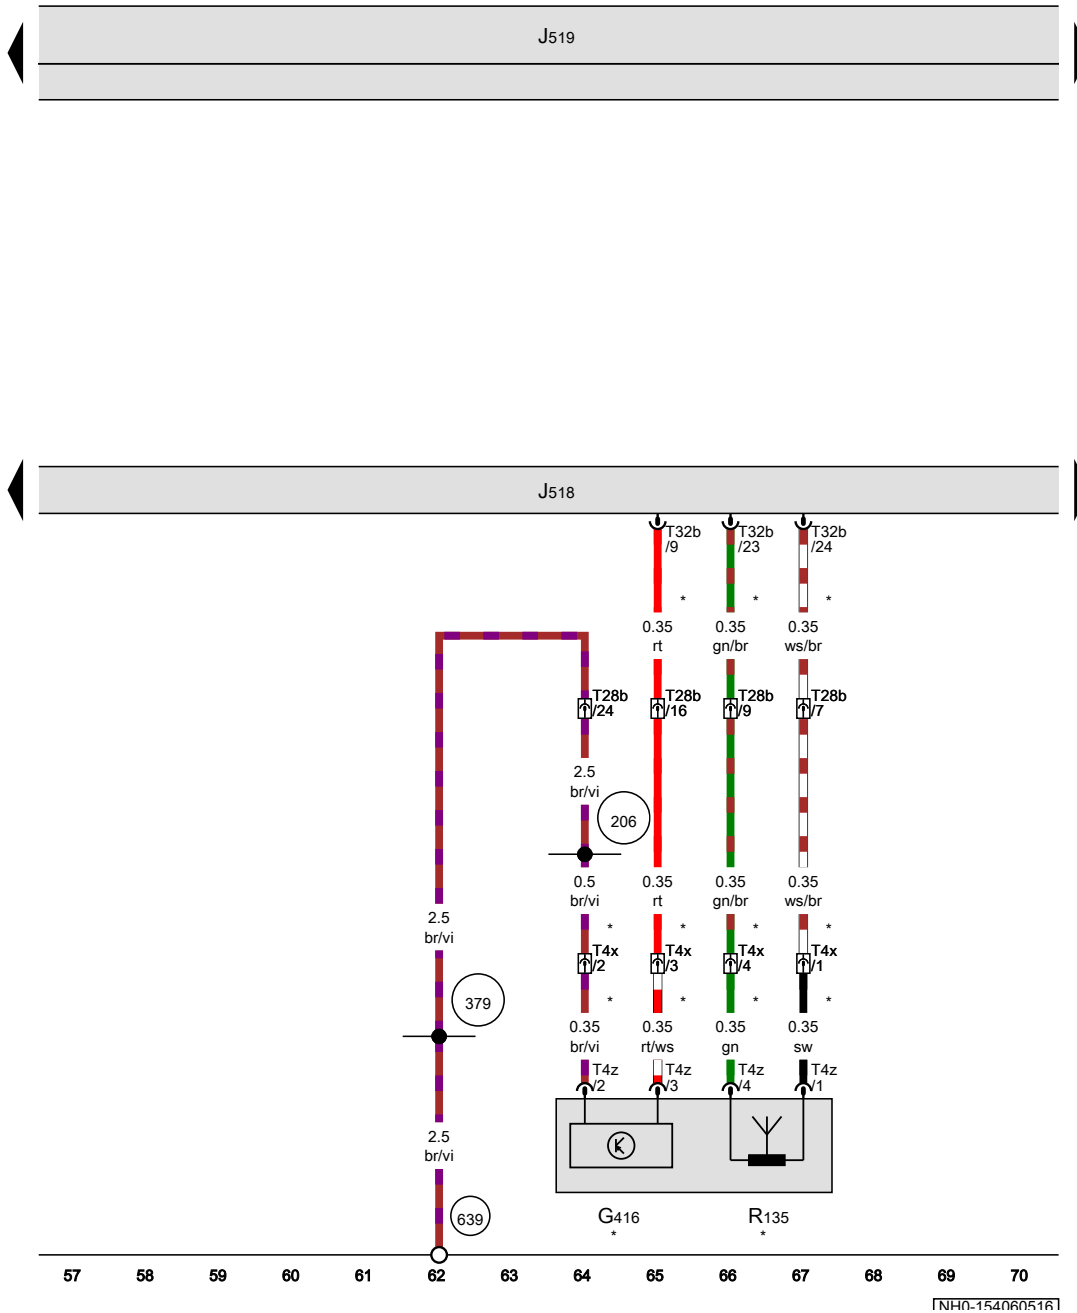 J519
J518
T32b T32b T32b
/9 /23 /24
* * *
0.35 0.35 0.35
rt gn/br ws/br
T28b T28b T28b T28b
/24 /16 /9 /7
2.5
br/vi
206
0.5 0.35 0.35 0.35
br/vi rt gn/br ws/br
2.5
br/vi
* * * *
T4x T4x T4x T4x
/2 /3 /4 /1
379
* * * *
0.35 0.35 0.35 0.35
br/vi rt/ws gn sw
T4z T4z T4z T4z
/2 /3 /4 /1
2.5
br/vi
639
G416 R135
* *
57 58 59 60 61 62 63 64 65 66 67 68 69 70
NH0-154060516